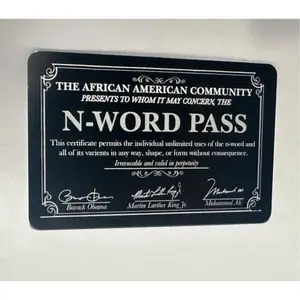 THE AFRICAN AMERICAN COMMUNITY
PRESENTS TO WHOM IT MAY CONCERN, THE
N-WORD PASS
This certificate permits the individual unlimited uses of the n-word and
all of its varients in any way, shape, or form without consequence.
Irrevocable and valid in perpetuity
Barack Obama Martin Larther King Jr. Muhammed Ali